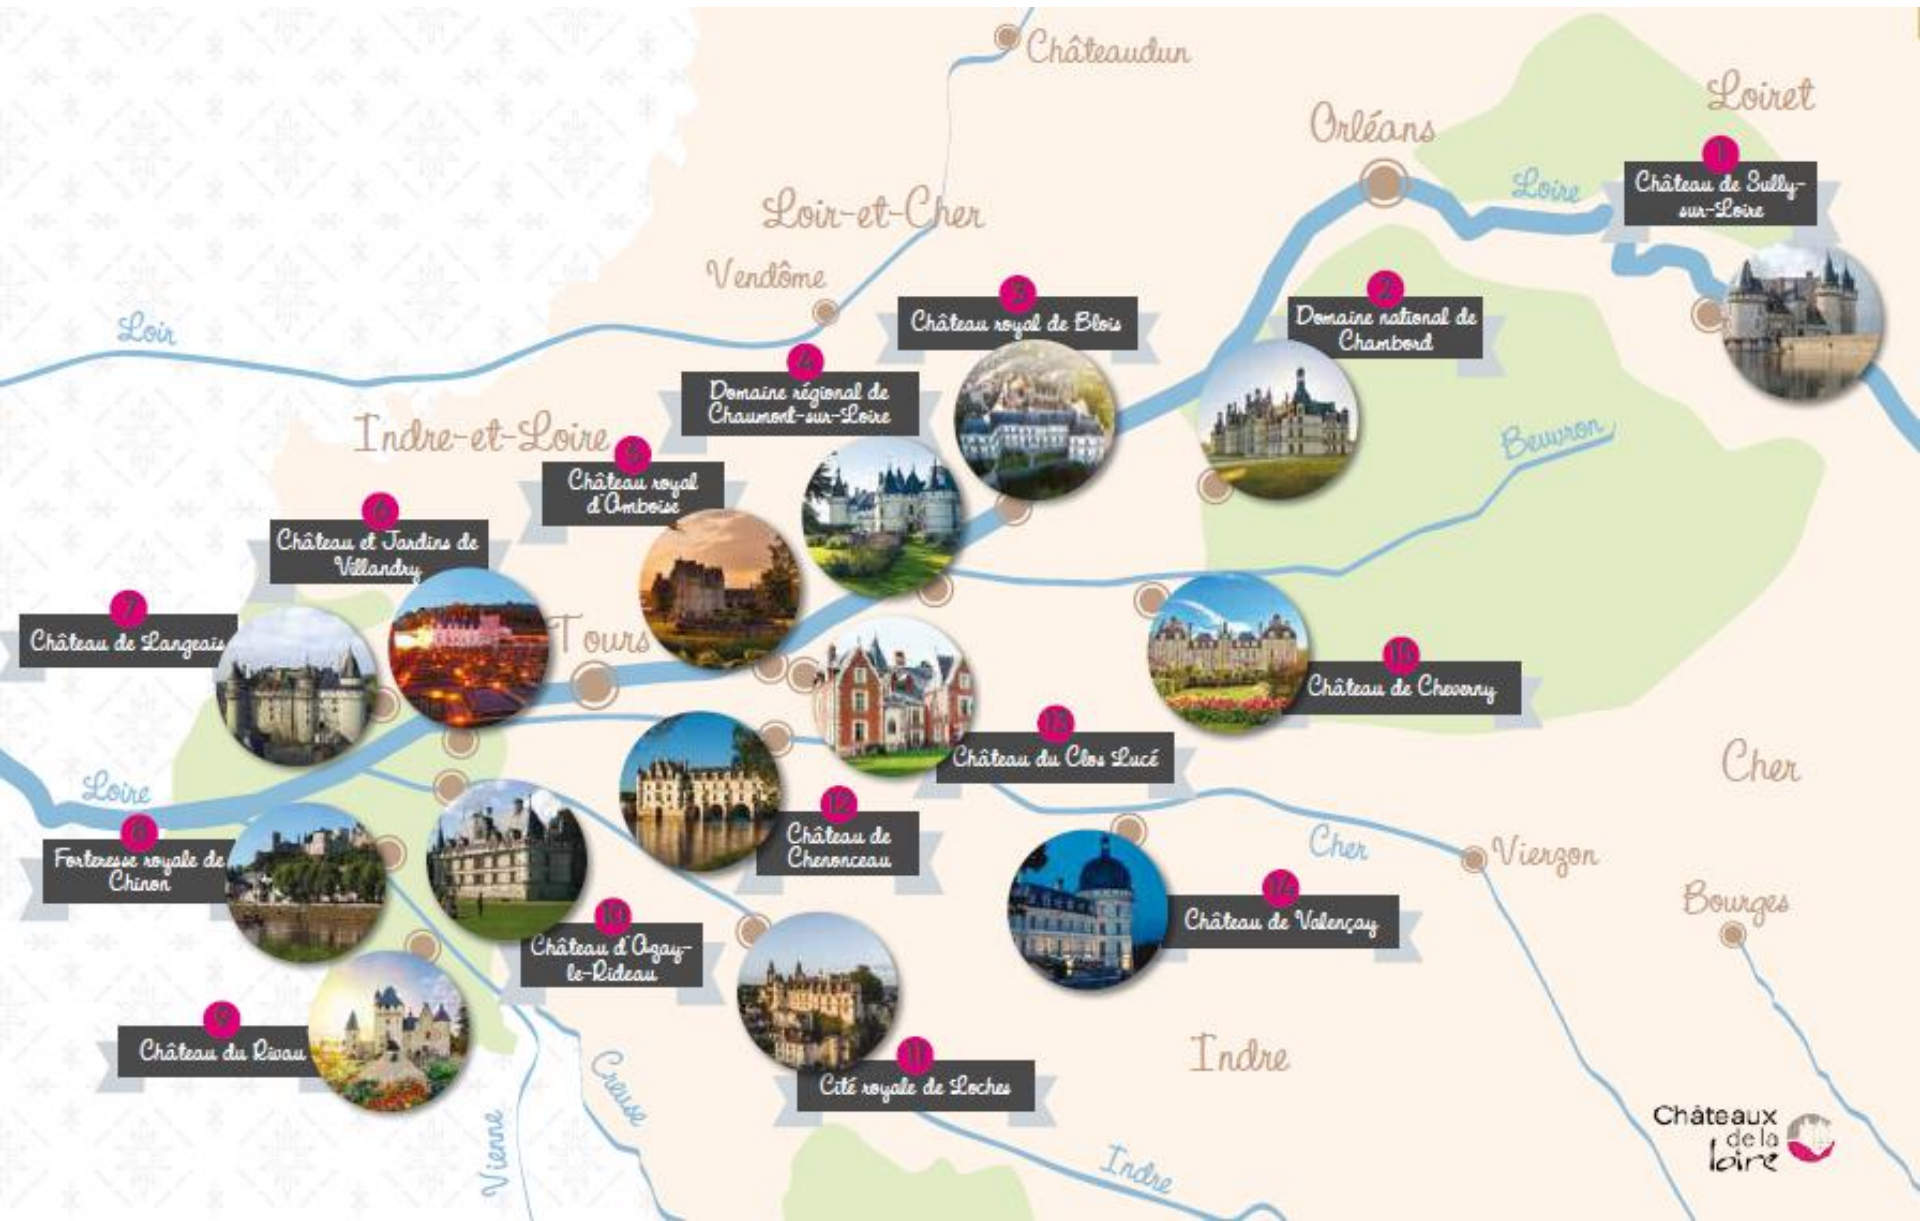 Châteaudun
Loiret
Orléans
Loire
1
Château de Sully-
sur-Loire
Loir-et-Cher
Vendôme
2
Domaine national de
Chambord
3
Château royal de Blois
Loir
4
Domaine régional de
Chaumont-sur-Loire
Indre-et-Loire
5
Château royal
d'Amboise
Beuvron
6
Château et Jardins de
Villandry
7
Château de Langeais
Tours
15
Château de Cheverny
13
Château du Clos Lucé
Cher
Loire
12
Château de
Chenonceau
8
Forteresse royale de
Chinon
Cher
Vierzon
14
Château de Valençay
Bourges
10
Château d'Azay-
le-Rideau
9
Château du Rivau
11
Cité royale de Loches
Indre
Creuse
Vienne
Indre
Châteaux
de la
loire